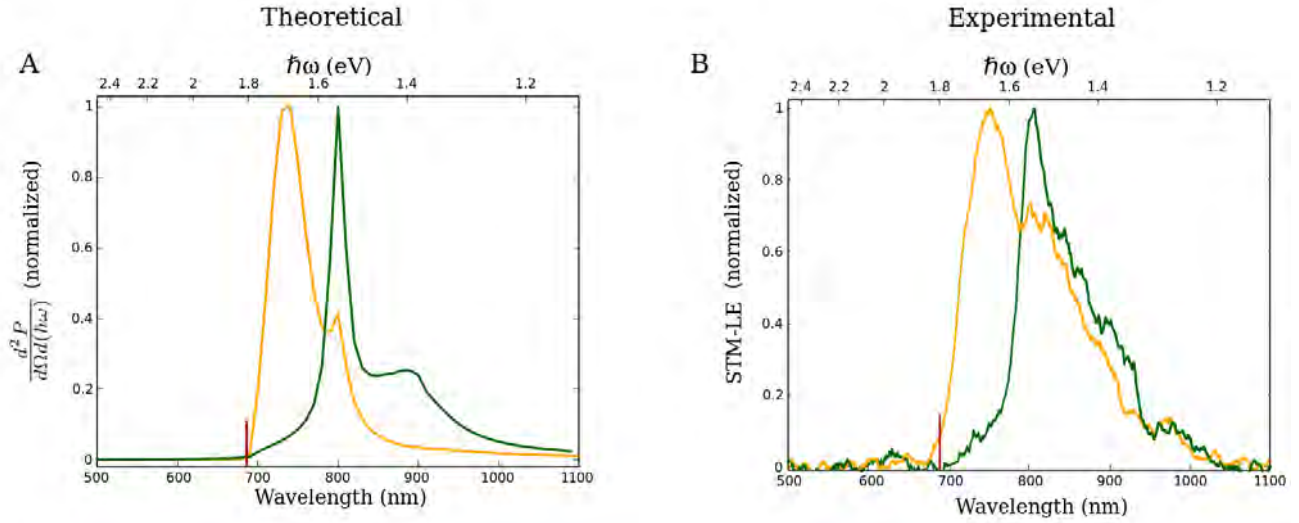 Theoretical
A
ħω (eV)
2.4 2.2 2 1.8 1.6 1.4 1.2
1
0.8
0.6
0.4
0.2
0
d²P
dΩd(ħω)
(normalized)
500 600 700 800 900 1000 1100
Wavelength (nm)
Experimental
B
ħω (eV)
2.4 2.2 2 1.8 1.6 1.4 1.2
1
0.8
0.6
0.4
0.2
0
STM-LE (normalized)
500 600 700 800 900 1000 1100
Wavelength (nm)